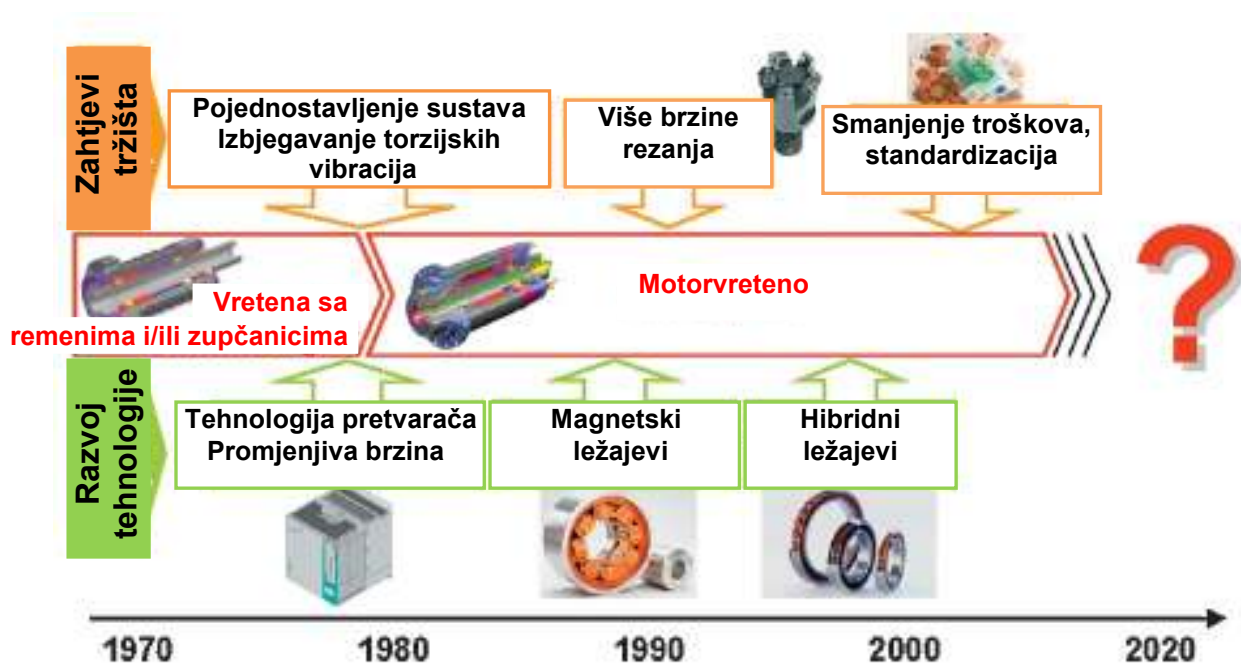 Zahtjevi
tržišta
Pojednostavljenje sustava
Izbjegavanje torzijskih
vibracija
Više brzine
rezanja
Smanjenje troškova,
standardizacija
Vretena sa
remenima i/ili zupčanicima
Motorvreteno
?
Razvoj
tehnologije
Tehnologija pretvarača
Promjenjiva brzina
Magnetski
ležajevi
Hibridni
ležajevi
1970 1980 1990 2000 2020